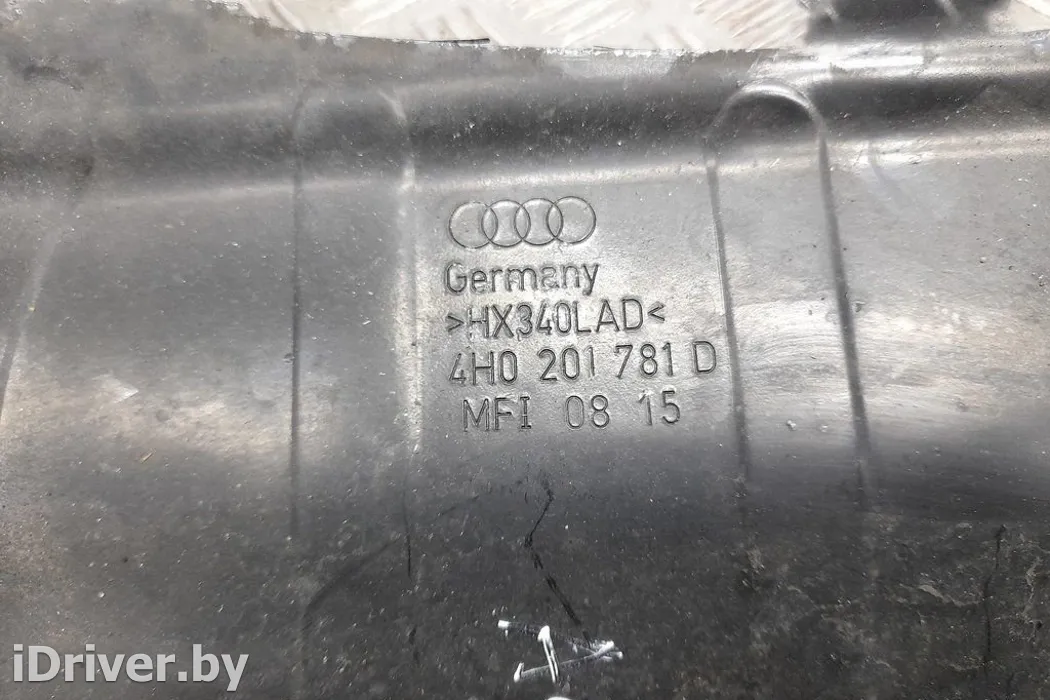 Germany
>HX340LAD<
4H0 201 781 D
MFI 08 15
iDriver.by